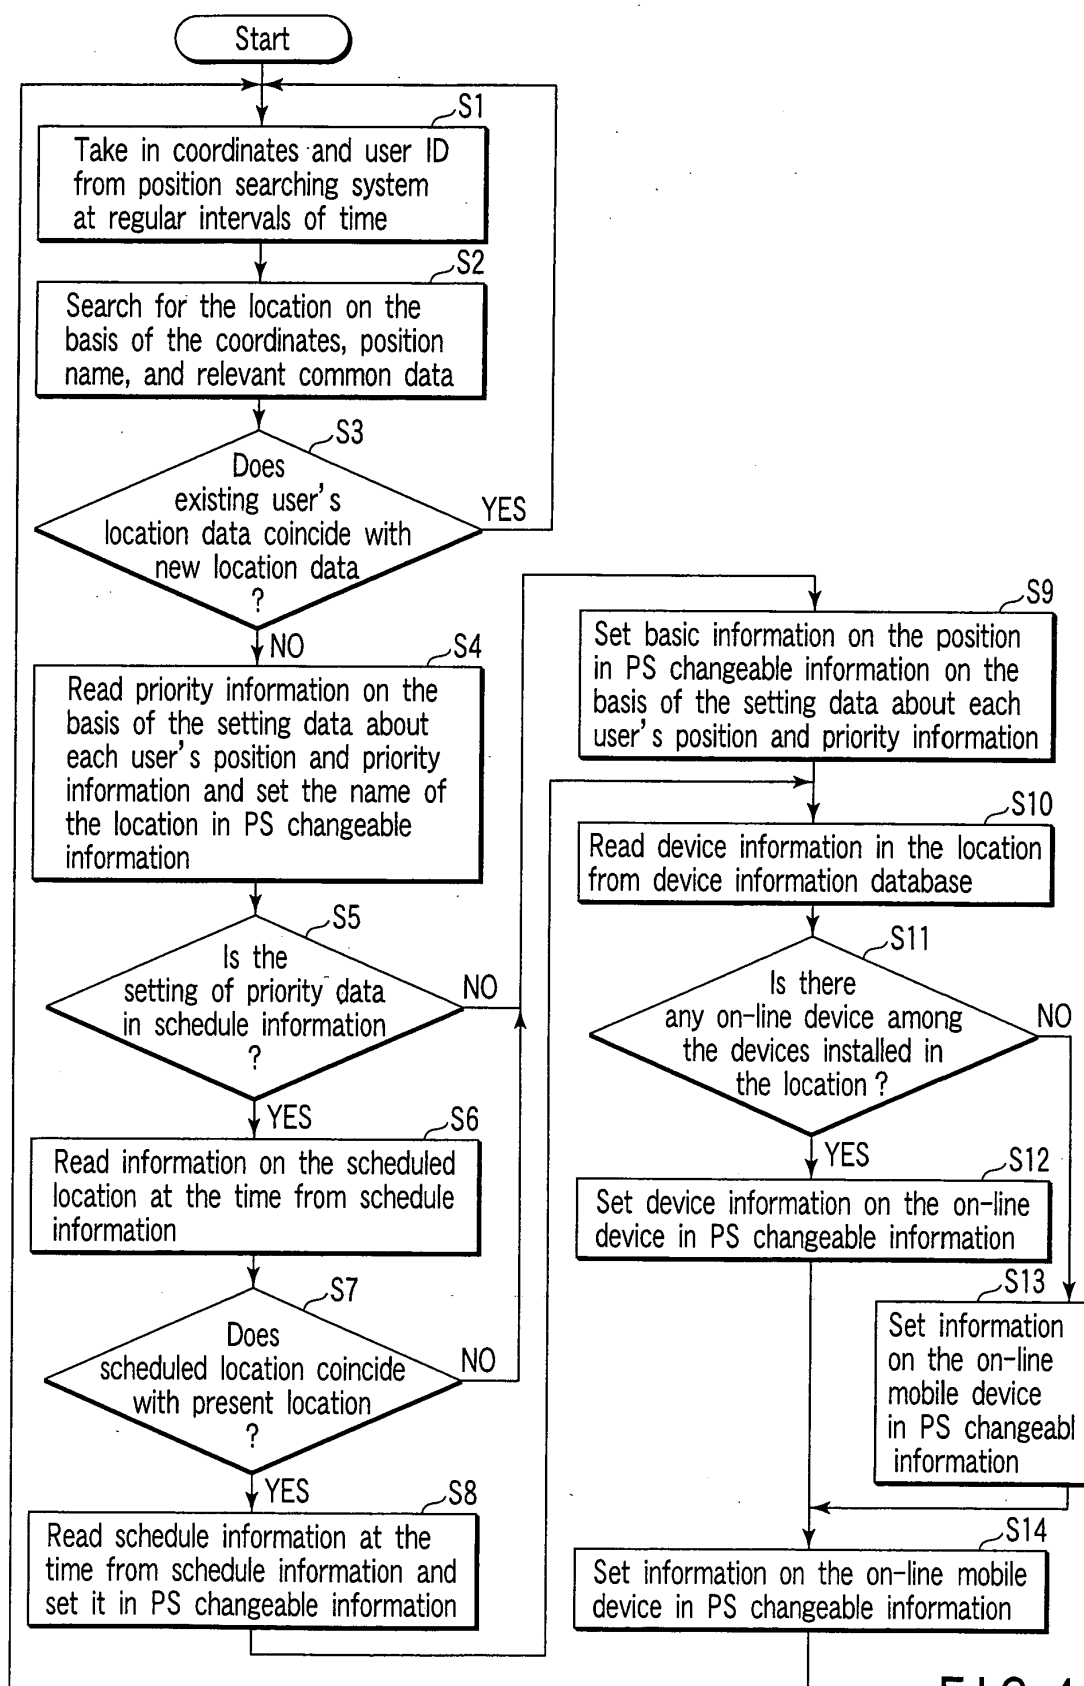 Start
S1
Take in coordinates and user ID
from position searching system
at regular intervals of time
S2
Search for the location on the
basis of the coordinates, position
name, and relevant common data
S3
Does
existing user's
location data coincide with
new location data
?
YES
NO
S4
Read priority information on the
basis of the setting data about
each user's position and priority
information and set the name of
the location in PS changeable
information
S5
Is the
setting of priority data
in schedule information
?
NO
YES
S6
Read information on the scheduled
location at the time from schedule
information
S7
Does
scheduled location coincide
with present location
?
NO
YES
S8
Read schedule information at the
time from schedule information and
set it in PS changeable information
S9
Set basic information on the position
in PS changeable information on the
basis of the setting data about each
user's position and priority information
S10
Read device information in the location
from device information database
S11
Is there
any on-line device among
the devices installed in
the location ?
NO
YES
S12
Set device information on the on-line
device in PS changeable information
S13
Set information
on the on-line
mobile device
in PS changeabl
information
S14
Set information on the on-line mobile
device in PS changeable information